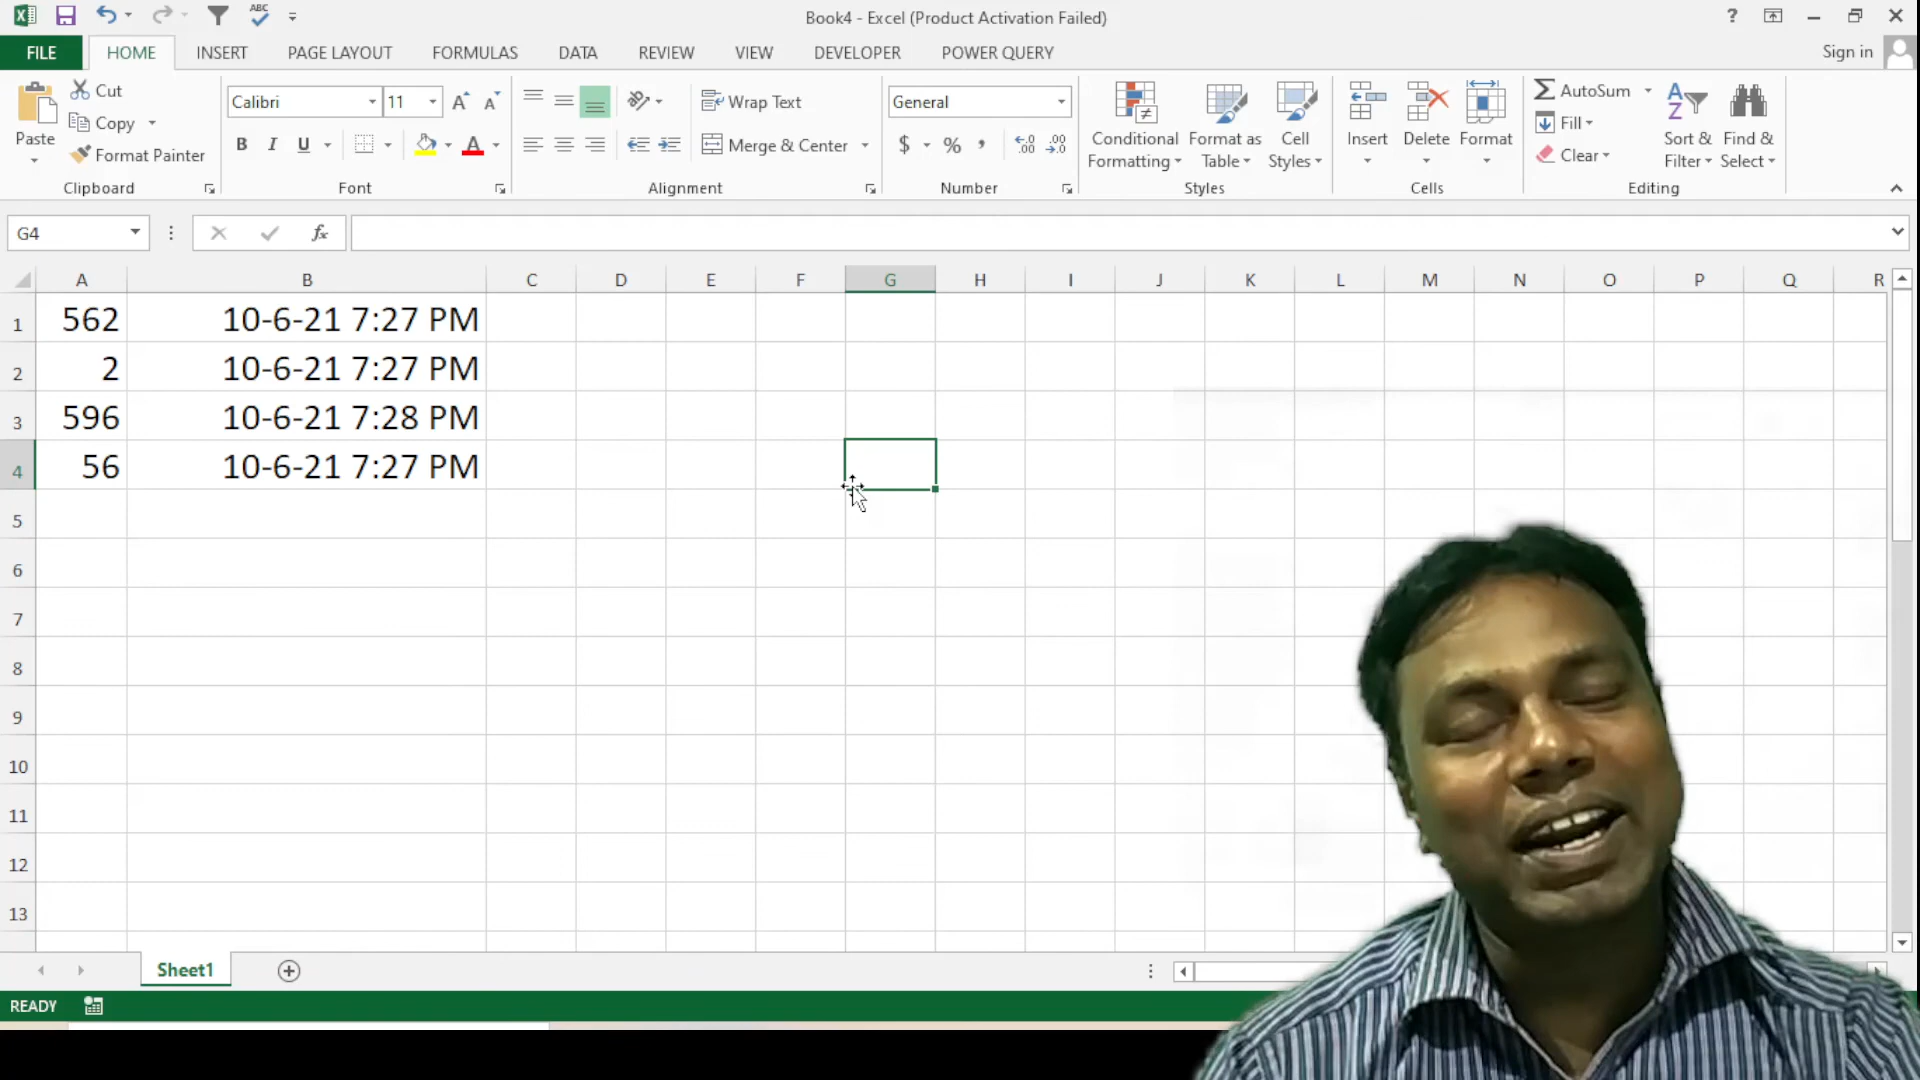 ABC
Book4 - Excel (Product Activation Failed)
?
FILE HOME INSERT PAGE LAYOUT FORMULAS DATA REVIEW VIEW DEVELOPER POWER QUERY Sign in
Paste
Cut
Copy
Format Painter
Clipboard
Calibri 11 A A
B I U A
Font
Wrap Text
Merge & Center
Alignment
General
$ % , .00 .00
Number
Conditional Formatting
Format as Table
Cell Styles
Styles
Insert
Delete
Format
Cells
AutoSum
Fill
Clear
Sort & Filter
Find & Select
Editing
G4 fx
A B C D E F G H I J K L M N O P Q R
1 562 10-6-21 7:27 PM
2 2 10-6-21 7:27 PM
3 596 10-6-21 7:28 PM
4 56 10-6-21 7:27 PM
5
6
7
8
9
10
11
12
13
Sheet1
READY